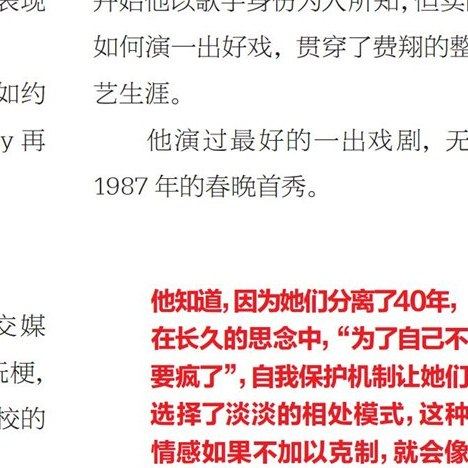 表现
如约
y 再
交媒
玩梗，
校的
开始他以歌手身份为人所知，但
如何演一出好戏，贯穿了费翔的整
艺生涯。
他演过最好的一出戏剧，无
1987 年的春晚首秀。
他知道，因为她们分离了40年，
在长久的思念中，“为了自己不
要疯了”，自我保护机制让她们
选择了淡淡的相处模式，这种
情感如果不加以克制，就会像